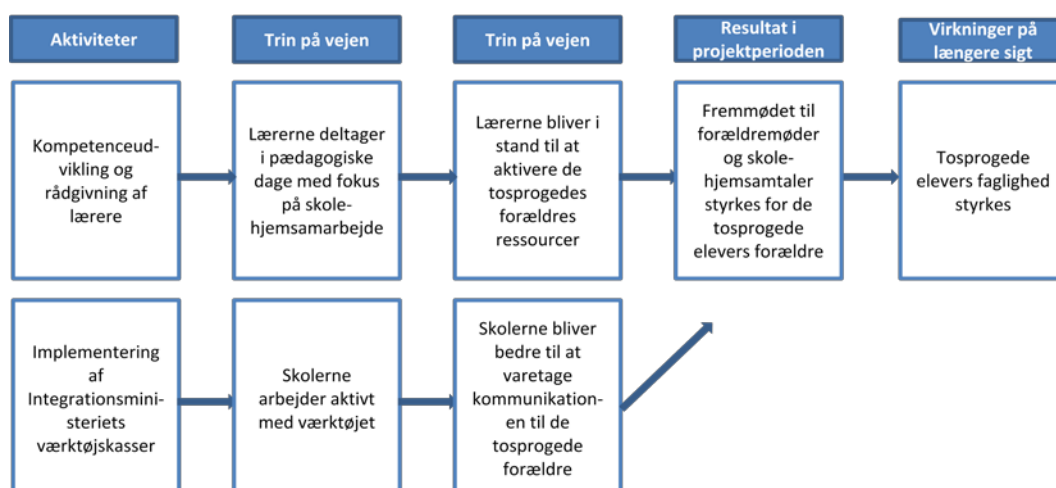 Aktiviteter
Trin på vejen
Trin på vejen
Resultat i
projektperioden
Virkninger på
længere sigt
Kompetenceud-
vikling og
rådgivning af
lærere
Lærerne deltager
i pædagogiske
dage med fokus
på skole-
hjemsamarbejde
Lærerne bliver i
stand til at
aktivere de
tosprogedes
forældres
ressourcer
Fremmødet til
forældremøder
og skole-
hjemsamtaler
styrkes for de
tosprogede
elevers forældre
Tosprogede
elevers faglighed
styrkes
Implementering
af
Integrationsmini-
steriets
værktøjskasser
Skolerne
arbejder aktivt
med værktøjet
Skolerne bliver
bedre til at
varetage
kommunikation-
en til de
tosprogede
forældre